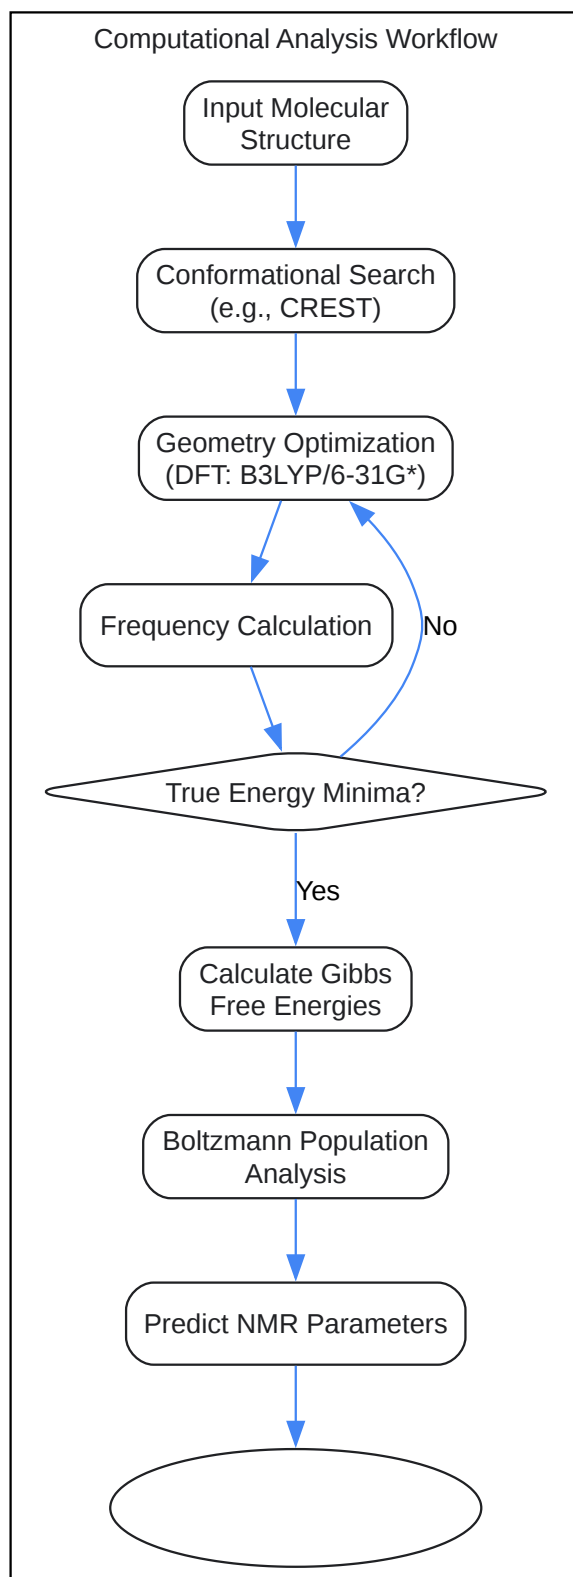 Computational Analysis Workflow
Input Molecular
Structure
Conformational Search
(e.g., CREST)
Geometry Optimization
(DFT: B3LYP/6-31G*)
Frequency Calculation
No
True Energy Minima?
Yes
Calculate Gibbs
Free Energies
Boltzmann Population
Analysis
Predict NMR Parameters